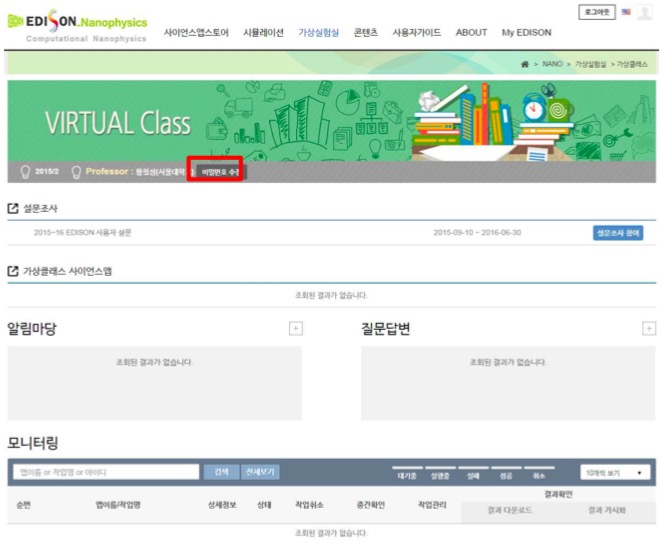 EDISON_Nanophysics
Computational Nanophysics
사이언스앱스토어 시뮬레이션 가상실험실 콘텐츠 사용자가이드 ABOUT My EDISON
로그아웃
> NANO > 가상실험실 > 가상클래스
VIRTUAL Class
2015/2 Professor : 비밀번호 수정
설문조사
2015-16 EDISON 사용자 설문 2015-09-10 ~ 2016-06-30 설문조사 참여
가상클래스 사이언스앱
조회된 결과가 없습니다.
알림마당 + 질문답변 +
조회된 결과가 없습니다. 조회된 결과가 없습니다.
모니터링
앱이름 or 작업명 or 아이디 검색 전체보기 대기중 실행중 실패 성공 취소 10개씩 보기
순번 앱이름/작업명 상세정보 상태 작업취소 중간확인 작업관리 결과확인
결과 다운로드 결과 가시화
조회된 결과가 없습니다.